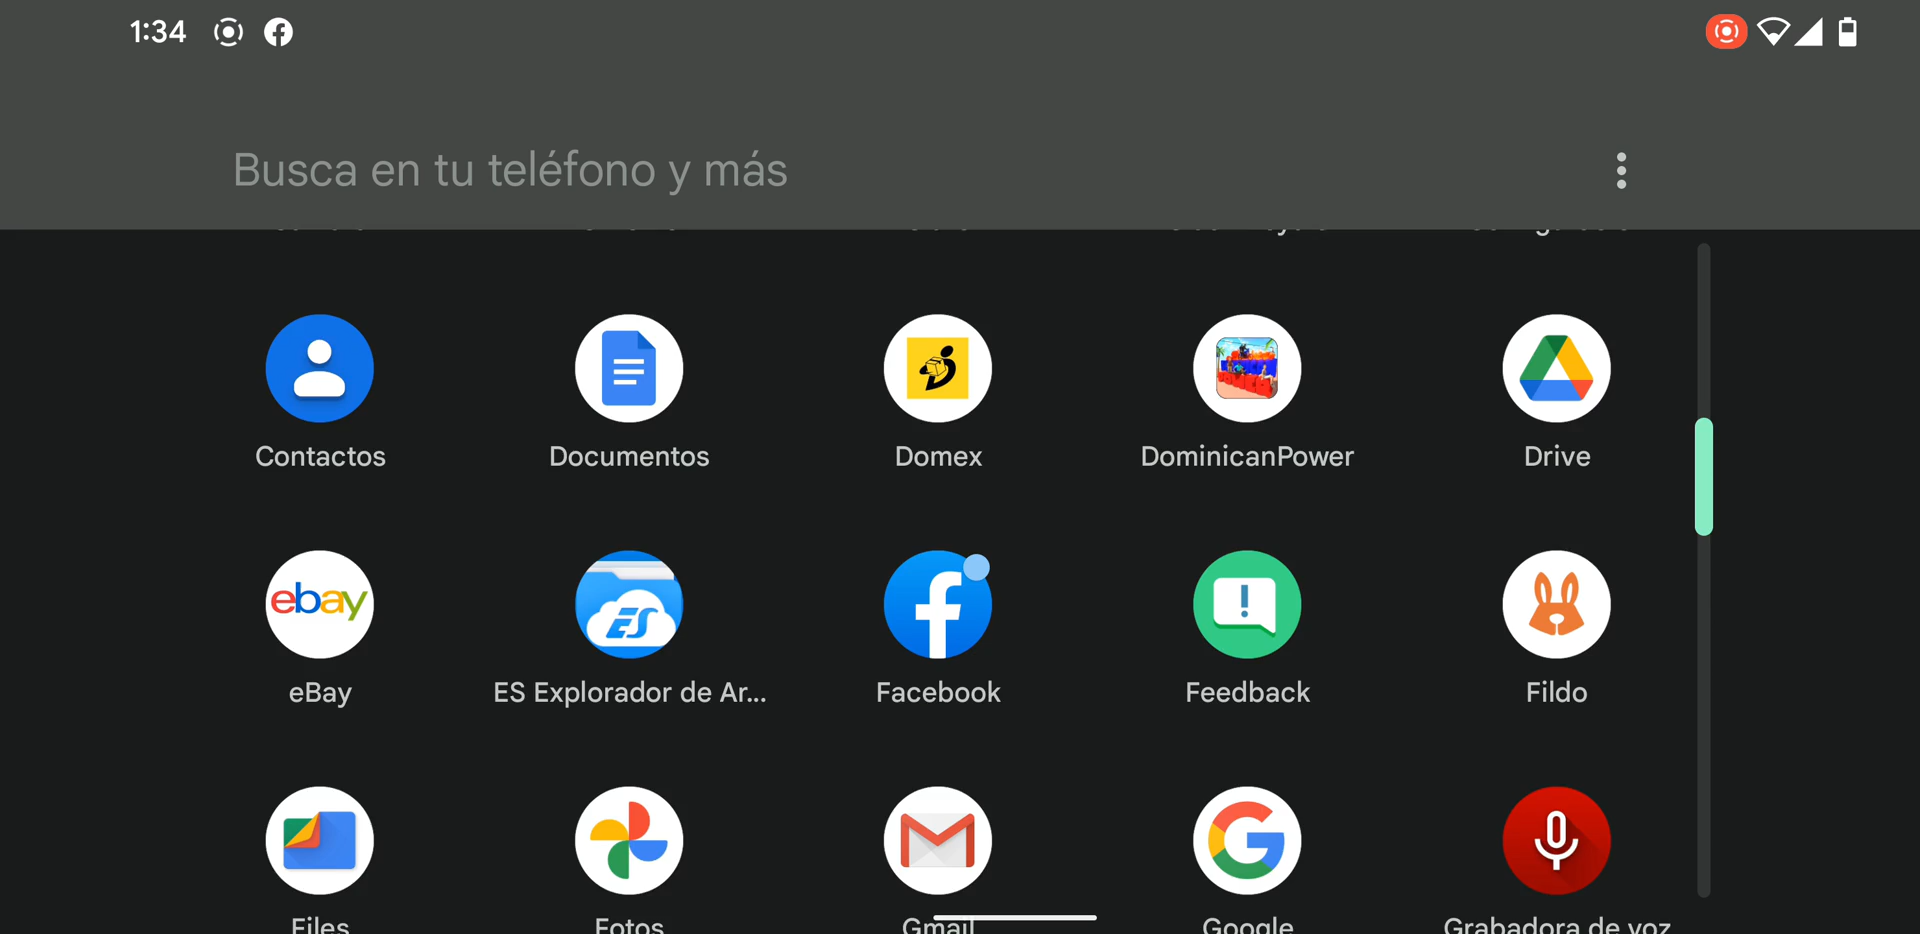 1:34
Busca en tu teléfono y más
Contactos Documentos Domex DominicanPower Drive
ebay ES
eBay ES Explorador de Ar... Facebook Feedback Fildo
Files Fotos Gmail Google Grabadora de voz